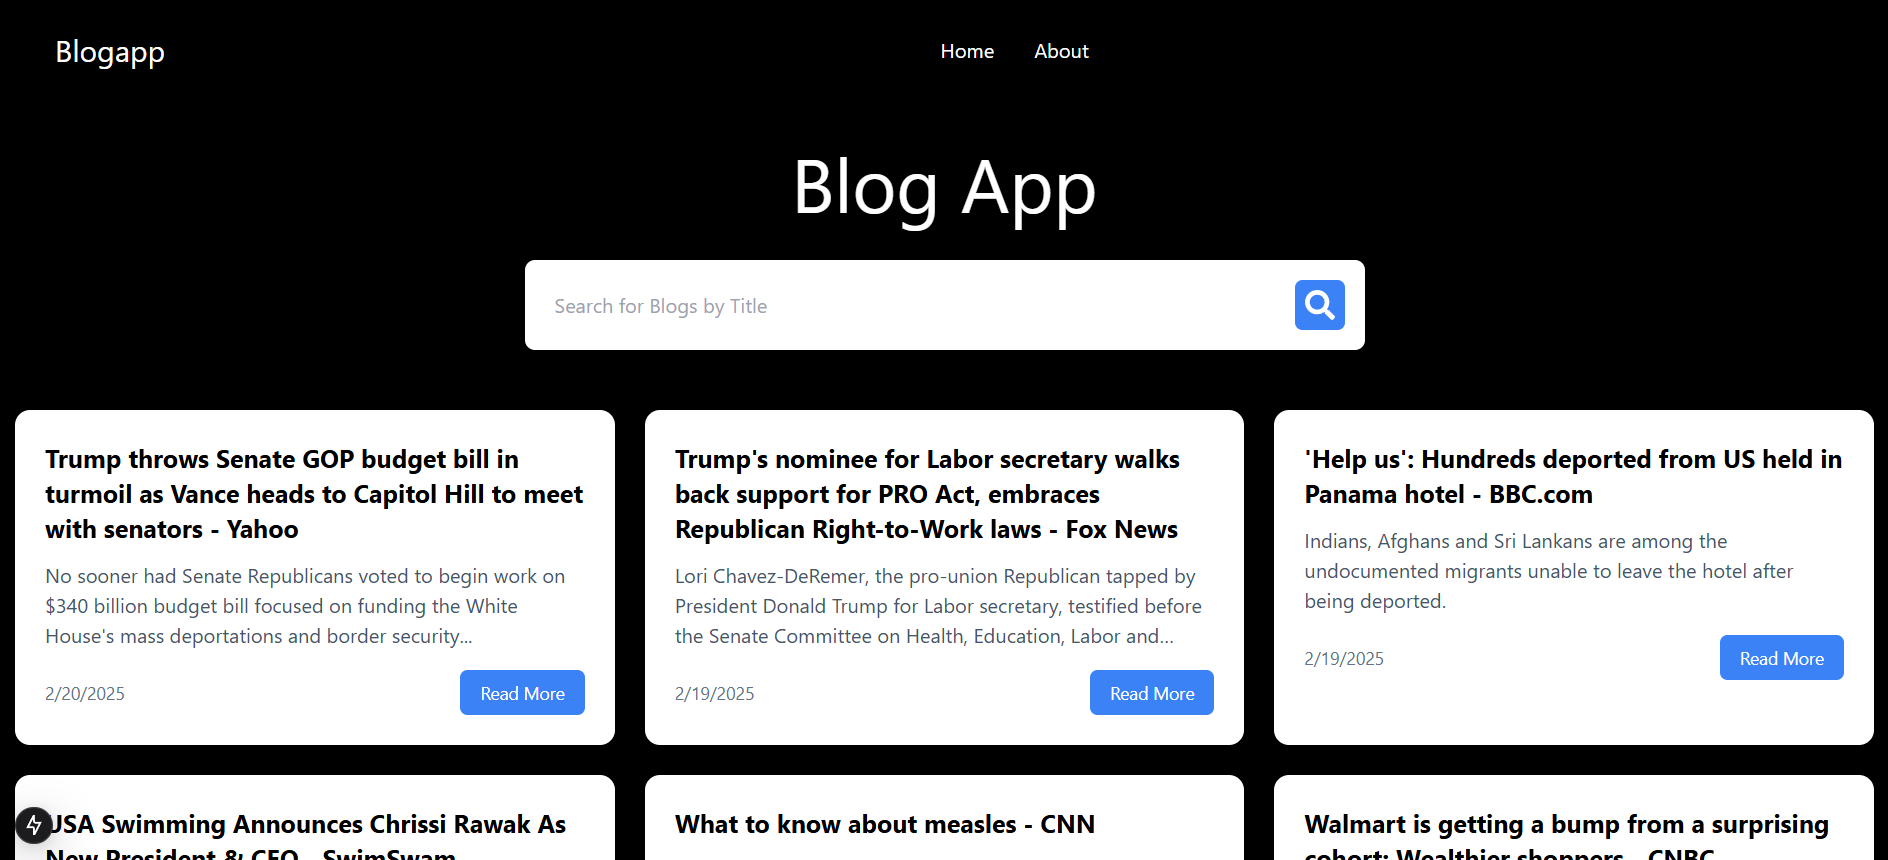 Blogapp
Home
About
Blog App
Search for Blogs by Title
Trump throws Senate GOP budget bill in
turmoil as Vance heads to Capitol Hill to meet
with senators - Yahoo
No sooner had Senate Republicans voted to begin work on
$340 billion budget bill focused on funding the White
House's mass deportations and border security...
2/20/2025
Read More
Trump's nominee for Labor secretary walks
back support for PRO Act, embraces
Republican Right-to-Work laws - Fox News
Lori Chavez-DeRemer, the pro-union Republican tapped by
President Donald Trump for Labor secretary, testified before
the Senate Committee on Health, Education, Labor and...
2/19/2025
Read More
'Help us': Hundreds deported from US held in
Panama hotel - BBC.com
Indians, Afghans and Sri Lankans are among the
undocumented migrants unable to leave the hotel after
being deported.
2/19/2025
Read More
USA Swimming Announces Chrissi Rawak As
New President & CEO - SwimSwam
What to know about measles - CNN
Walmart is getting a bump from a surprising
cohort: Wealthier shoppers - CNBC